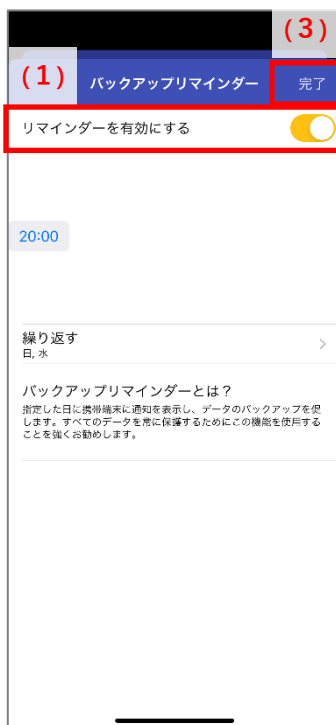 (3)
(1)
バックアップリマインダー 完了
リマインダーを有効にする
20:00
繰り返す
日, 水
バックアップリマインダーとは？
指定した日に携帯端末に通知を表示し、データのバックアップを促
します。すべてのデータを常に保護するためにこの機能を使用する
ことを強くお勧めします。